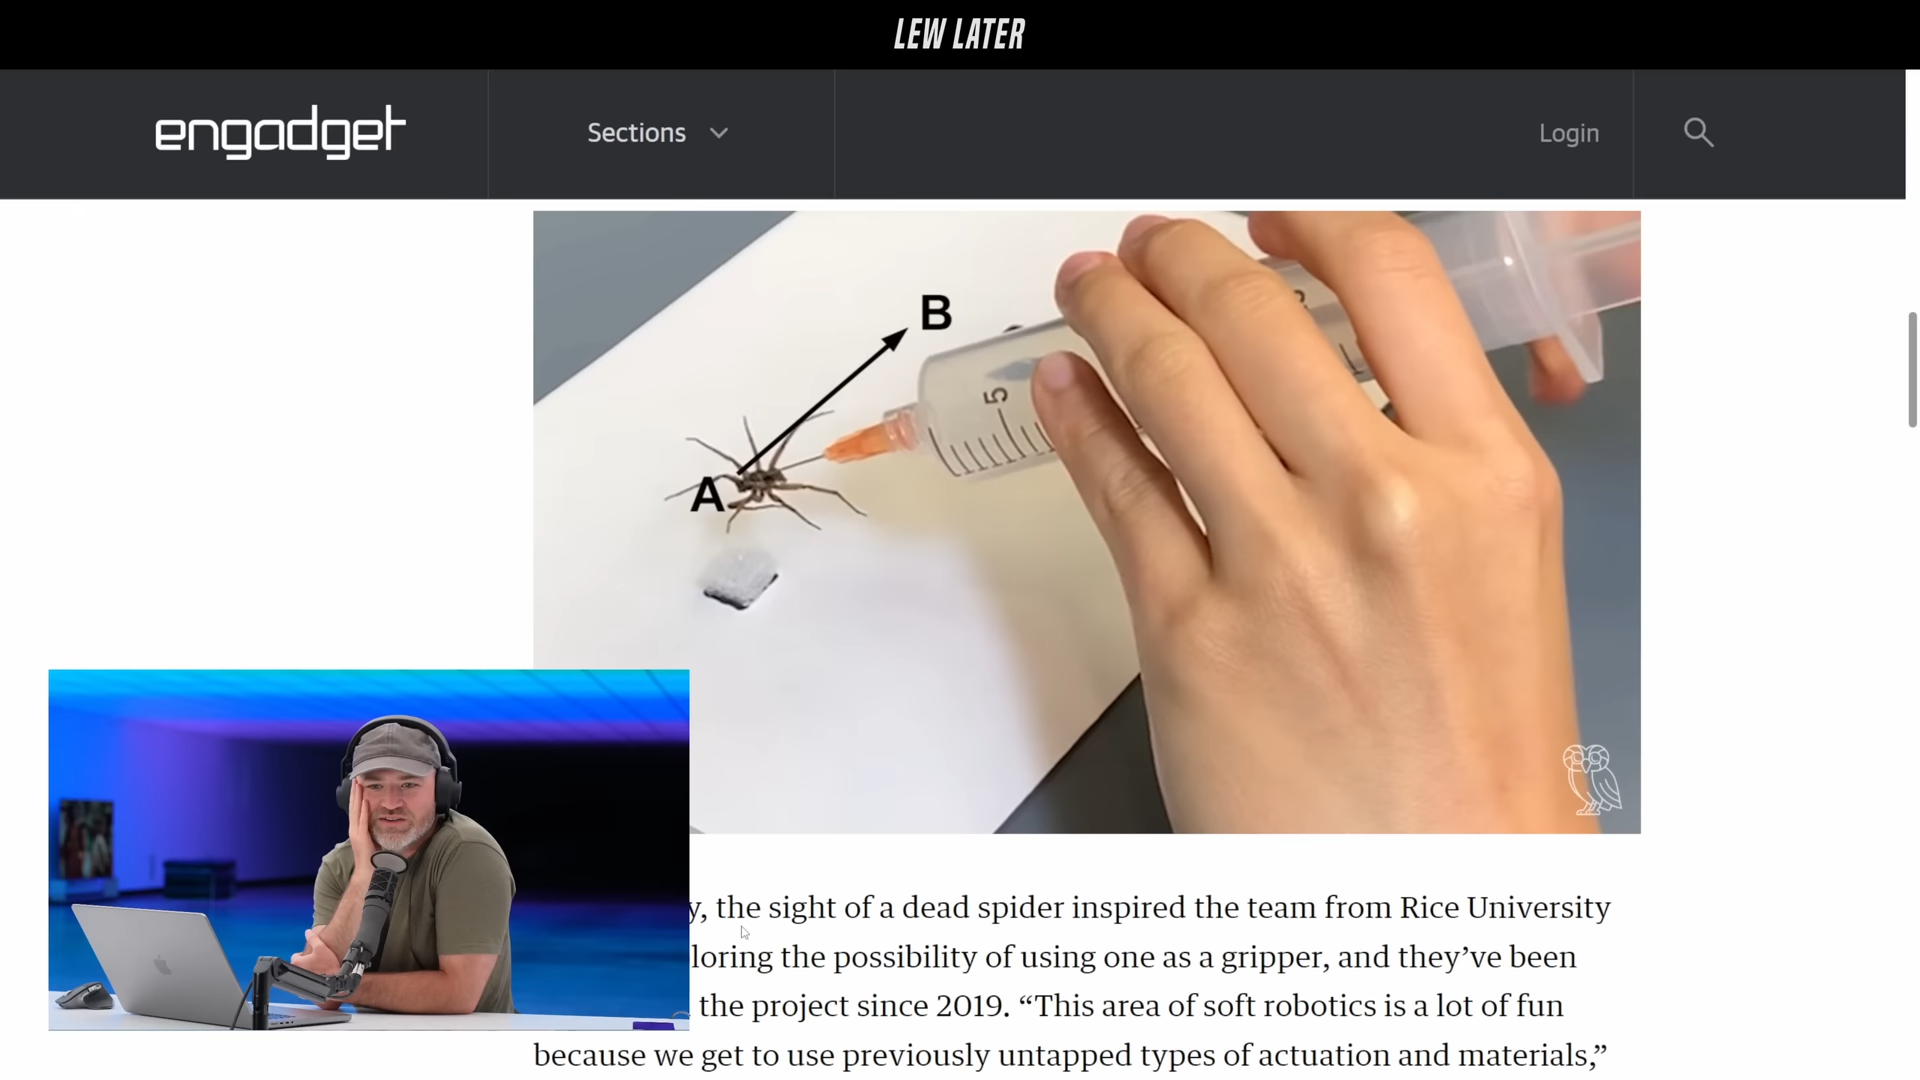 LEW LATER
engadget
Sections
Login
B
5
A
the sight of a dead spider inspired the team from Rice University
loring the possibility of using one as a gripper, and they’ve been
the project since 2019. “This area of soft robotics is a lot of fun
because we get to use previously untapped types of actuation and materials,”